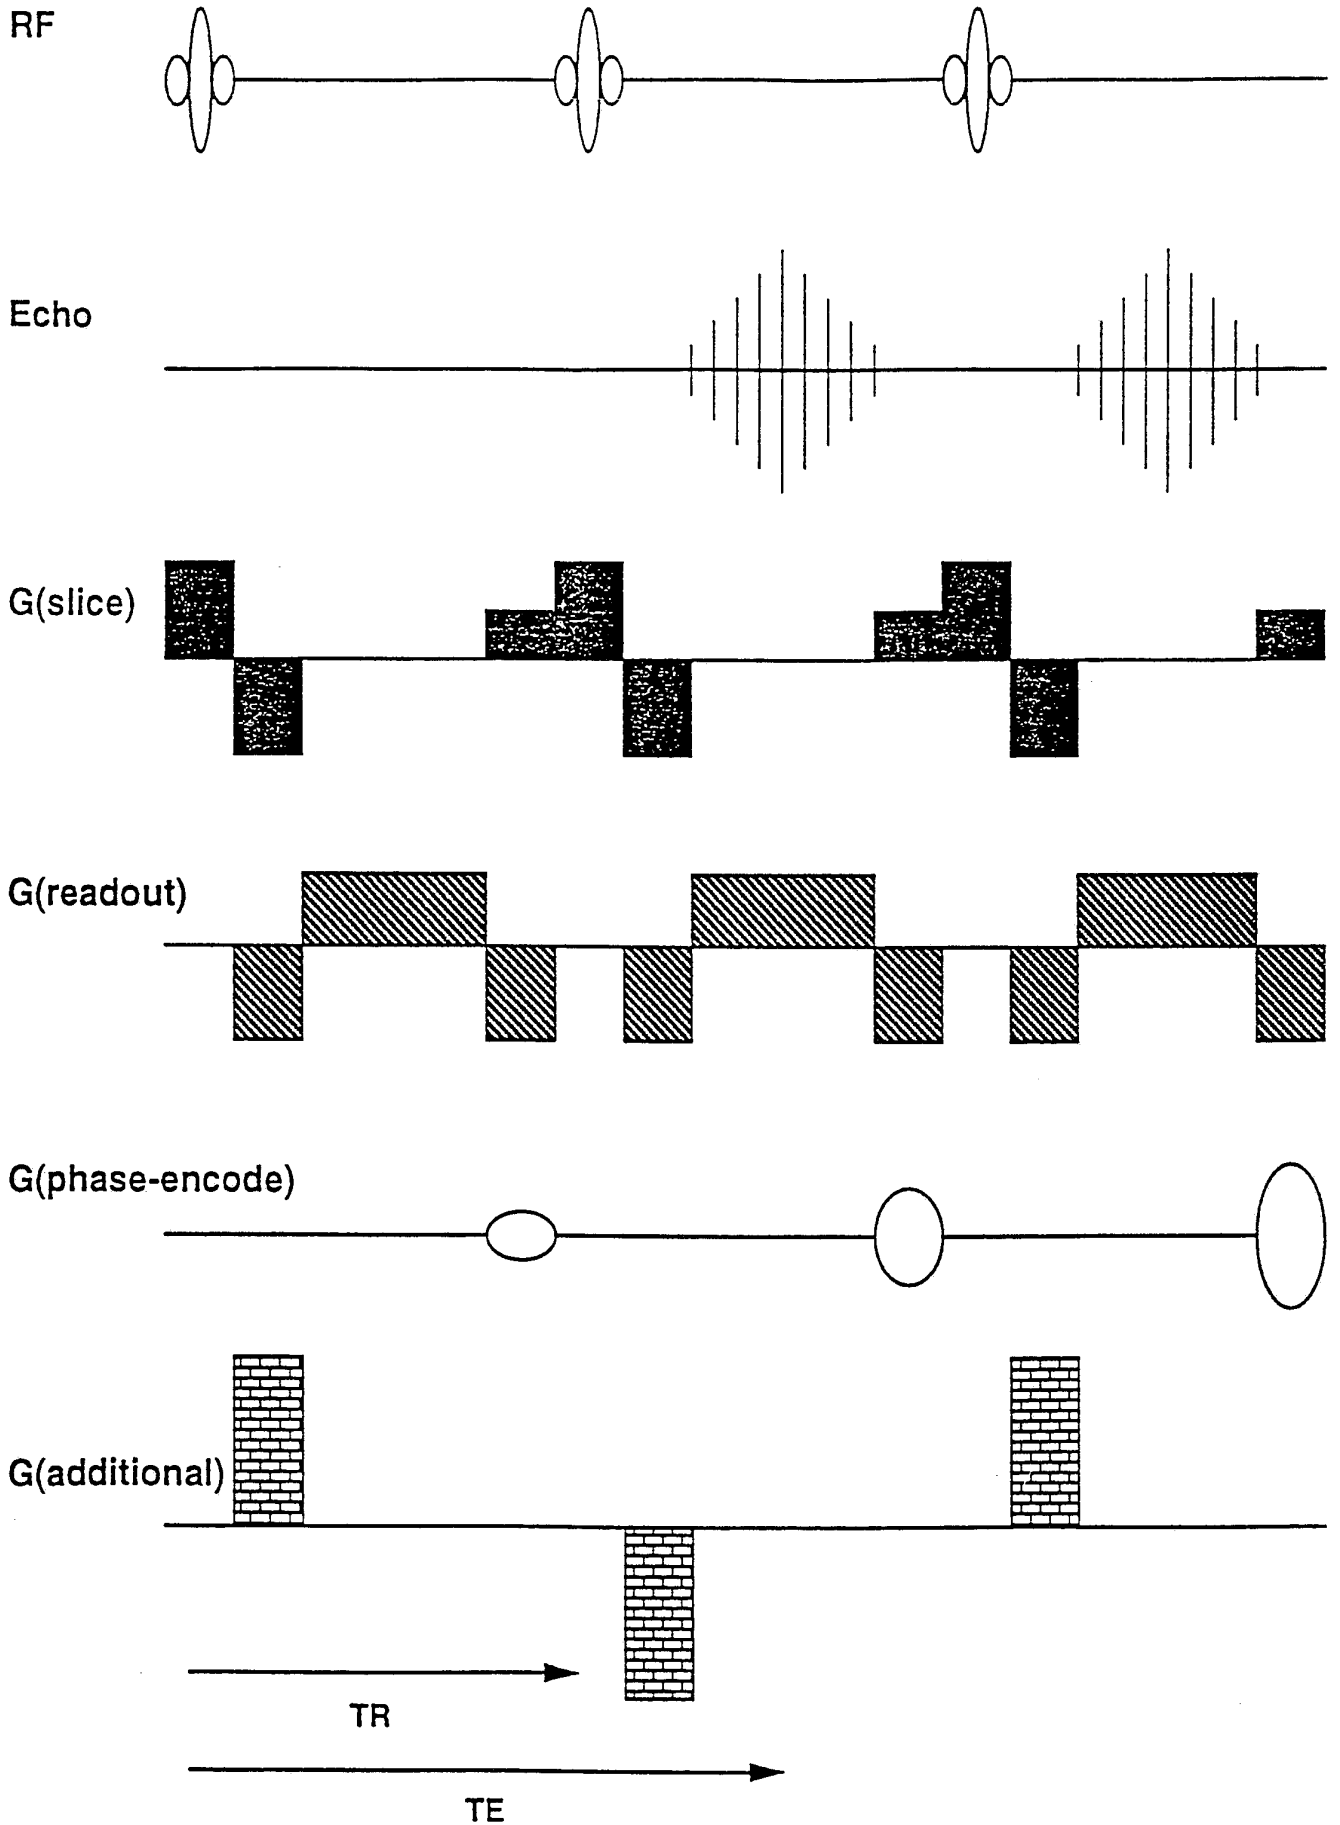 RF
Echo
G(slice)
G(readout)
G(phase-encode)
G(additional)
TR
TE